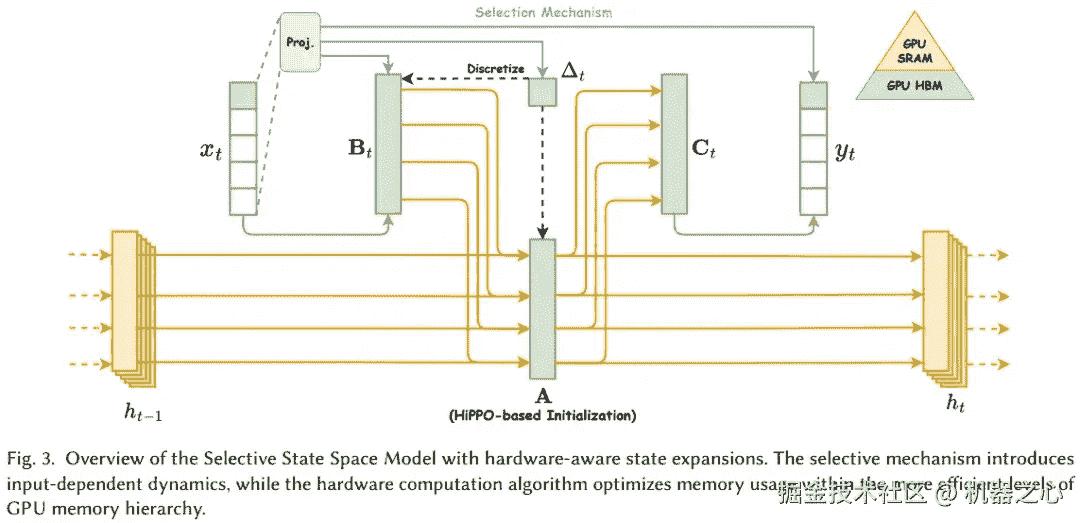 Selection Mechanism
Proj.
GPU
SRAM
GPU HBM
Discretize
Δt
xt
Bt
Ct
yt
ht−1
A
(HiPPO-based Initialization)
ht
Fig. 3. Overview of the Selective State Space Model with hardware-aware state expansions. The selective mechanism introduces
input-dependent dynamics, while the hardware computation algorithm optimizes memory usage within the more efficient levels of
GPU memory hierarchy.
掘金技术社区 @ 机器之心